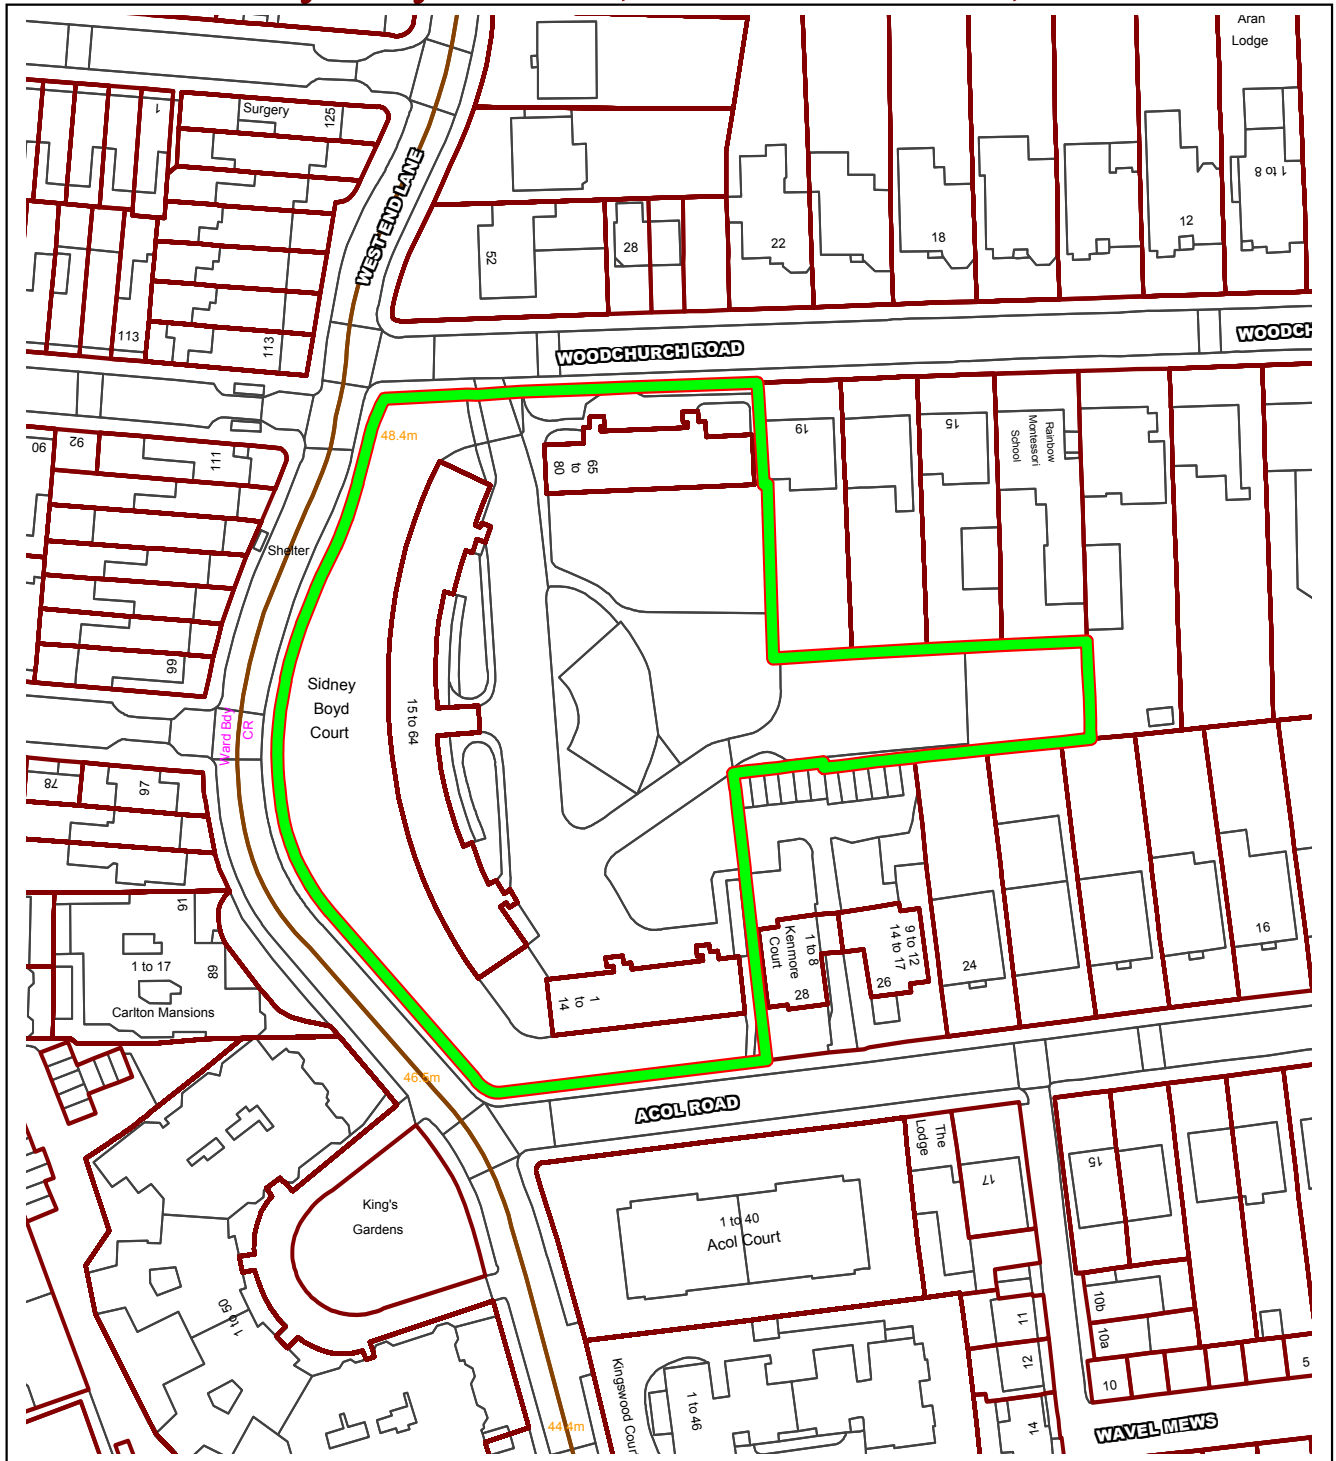 Aran
Lodge
Surgery
125
1
WEST END LANE
1 to 8
12
18
22
28
52
113
113
WOODCHURCH ROAD
WOODCH
48.4m
19
15
Rainbow
Montessori
School
65
to
80
90
92
111
Shelter
99
Sidney
Boyd
Court
15 to 64
Ward Bdy
CR
78
97
91
1 to 17
89
Carlton Mansions
1 to 8
Kenmore
Court
28
9 to 12
14 to 17
26
24
16
1
to
14
46.5m
ACOL ROAD
The
Lodge
17
15
King's
Gardens
1 to 40
Acol Court
1 to 50
10b
10a
11
12
10
5
14
Kingswood Cour
1 to 46
44.4m
WAVEL MEWS